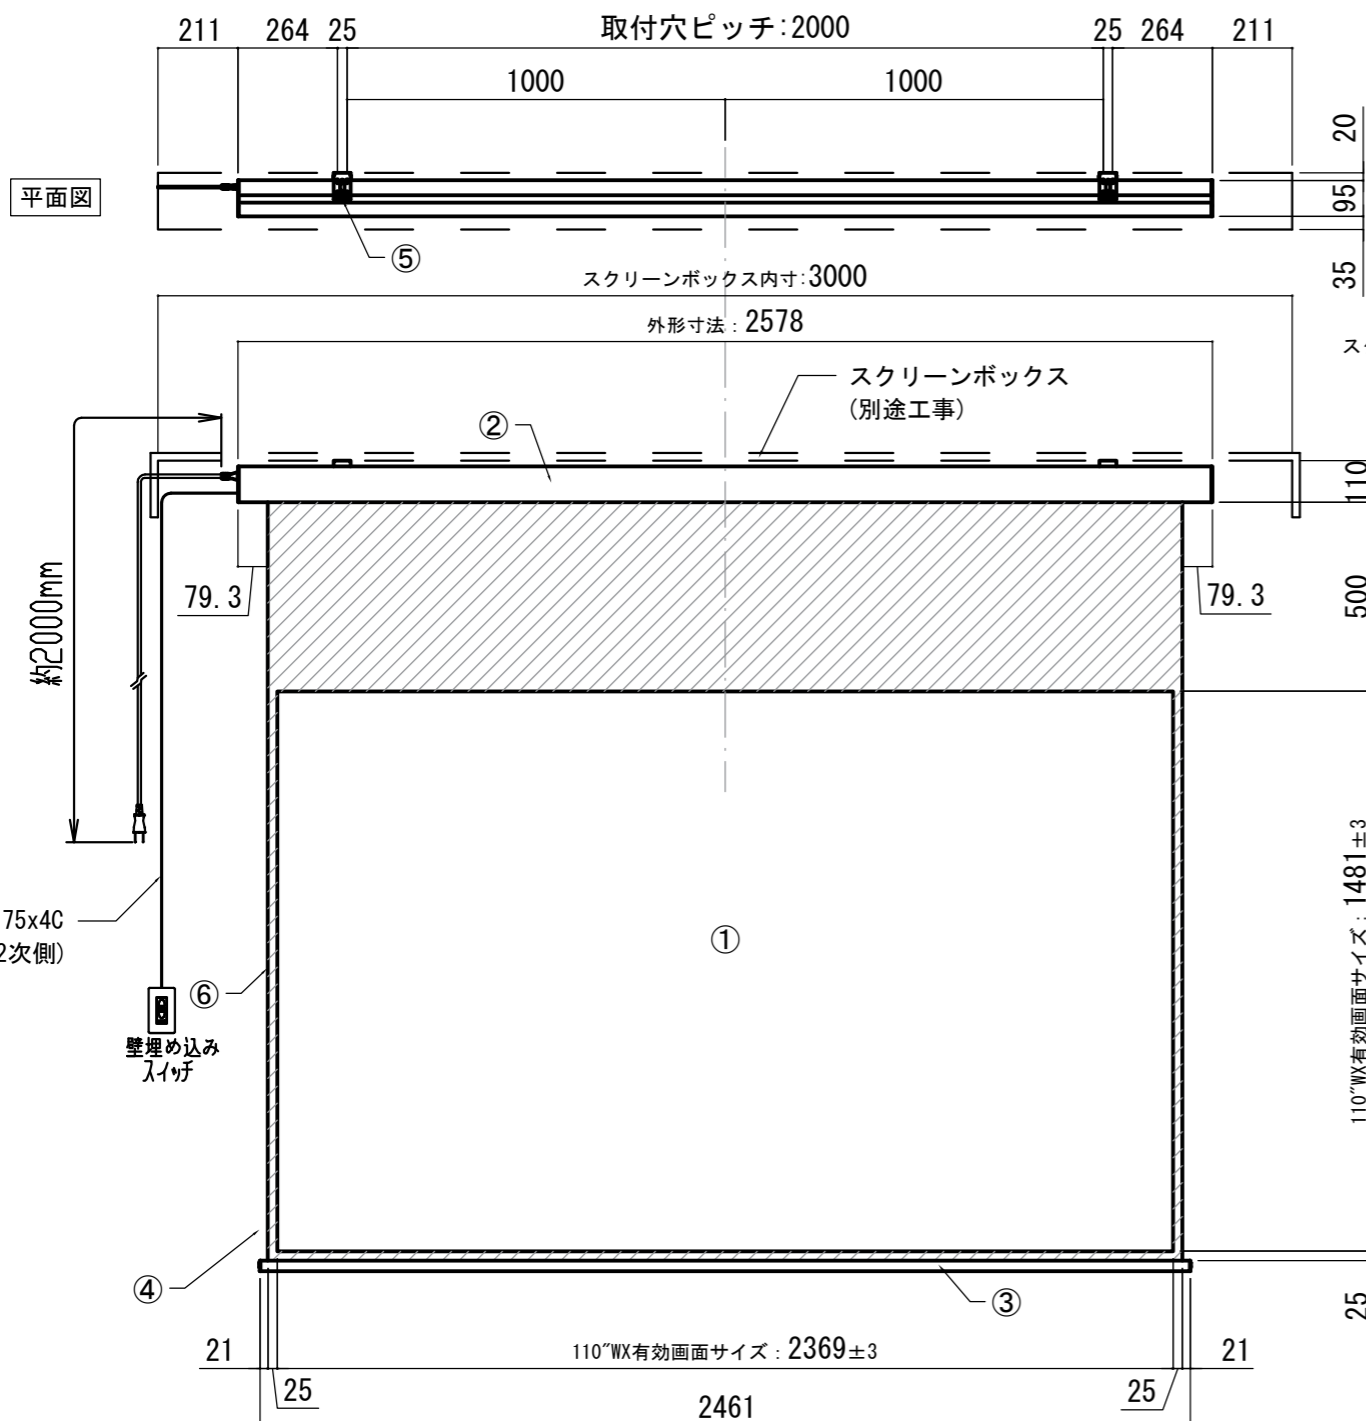 211 264 25 取付穴ピッチ:2000 25 264 211
1000 1000
20
平面図
95
⑤
35
スクリーンボックス内寸:3000
外形寸法:2578
スクリーンボックス
(別途工事)
②
110
79.3 79.3
500
約2000mm
110"WX有効画面サイズ:1481±3
75x4C
2次側)
①
⑥
壁埋め込み
スイッチ
④
③
25
21 110"WX有効画面サイズ:2369±3 21
25 25
2461